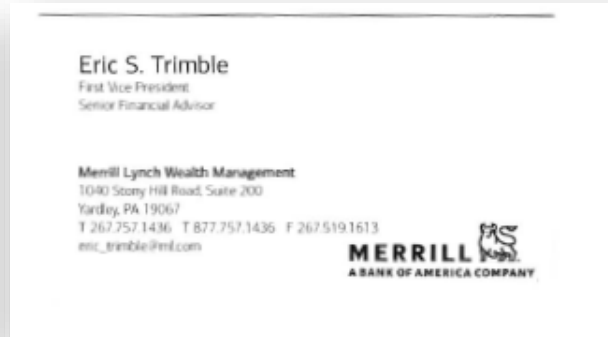 Eric S. Trimble
First Vice President
Senior Financial Advisor
Merrill Lynch Wealth Management
1040 Stony Hill Road, Suite 200
Yardley, PA 19067
T 267.757.1436 T 877.757.1436 F 267.519.1613
eric_trimble@ml.com
MERRILL
A BANK OF AMERICA COMPANY